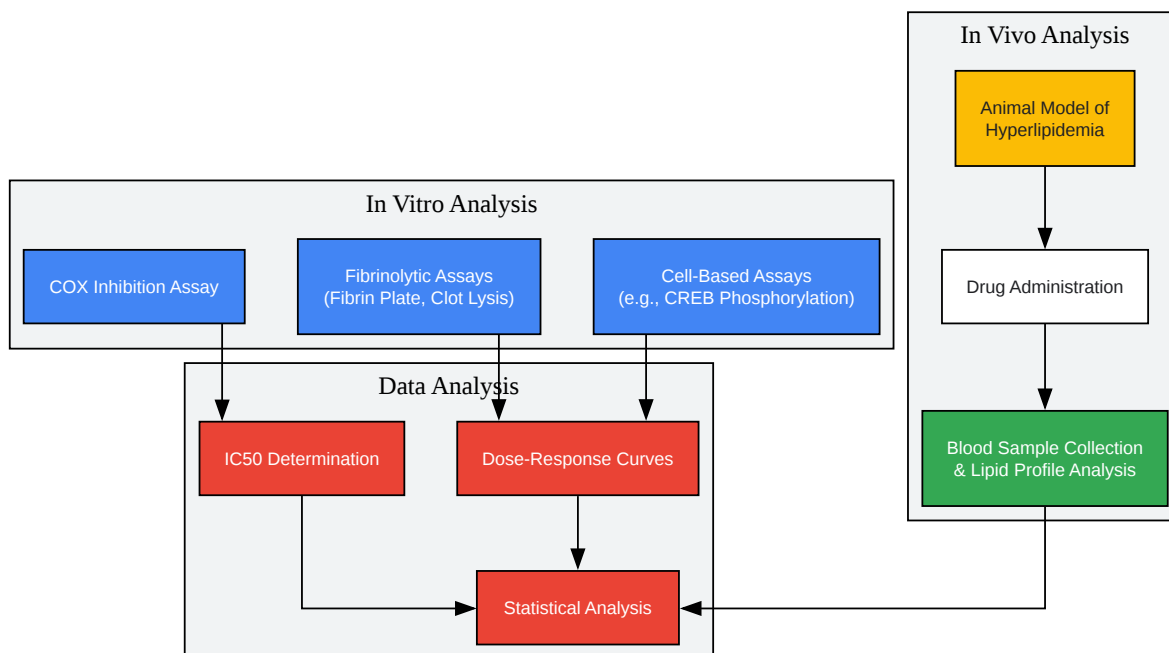 In Vivo Analysis
Animal Model of
Hyperlipidemia
In Vitro Analysis
COX Inhibition Assay
Fibrinolytic Assays
(Fibrin Plate, Clot Lysis)
Cell-Based Assays
(e.g., CREB Phosphorylation)
Drug Administration
Data Analysis
IC50 Determination
Dose-Response Curves
Blood Sample Collection
& Lipid Profile Analysis
Statistical Analysis